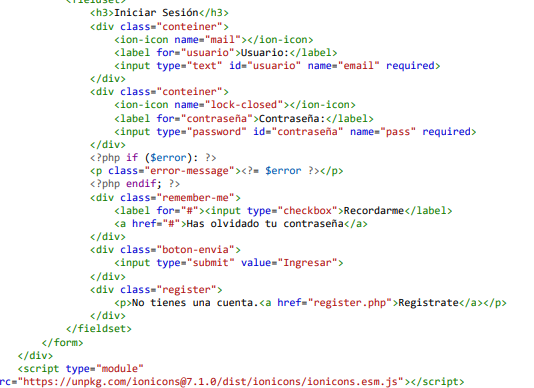 <fieldset>
<h3>Iniciar Sesión</h3>
<div class="conteiner">
<ion-icon name="mail"></ion-icon>
<label for="usuario">Usuario:</label>
<input type="text" id="usuario" name="email" required>
</div>
<div class="conteiner">
<ion-icon name="lock-closed"></ion-icon>
<label for="contraseña">Contraseña:</label>
<input type="password" id="contraseña" name="pass" required>
</div>
<?php if ($error): ?>
<p class="error-message"><?= $error ?></p>
<?php endif; ?>
<div class="remember-me">
<label for="#"><input type="checkbox">Recordarme</label>
<a href="#">Has olvidado tu contraseña</a>
</div>
<div class="boton-envia">
<input type="submit" value="Ingresar">
</div>
<div class="register">
<p>No tienes una cuenta.<a href="register.php">Registrate</a></p>
</div>
</fieldset>
</form>
</div>
<script type="module"
rc="https://unpkg.com/ionicons@7.1.0/dist/ionicons/ionicons.esm.js"></script>